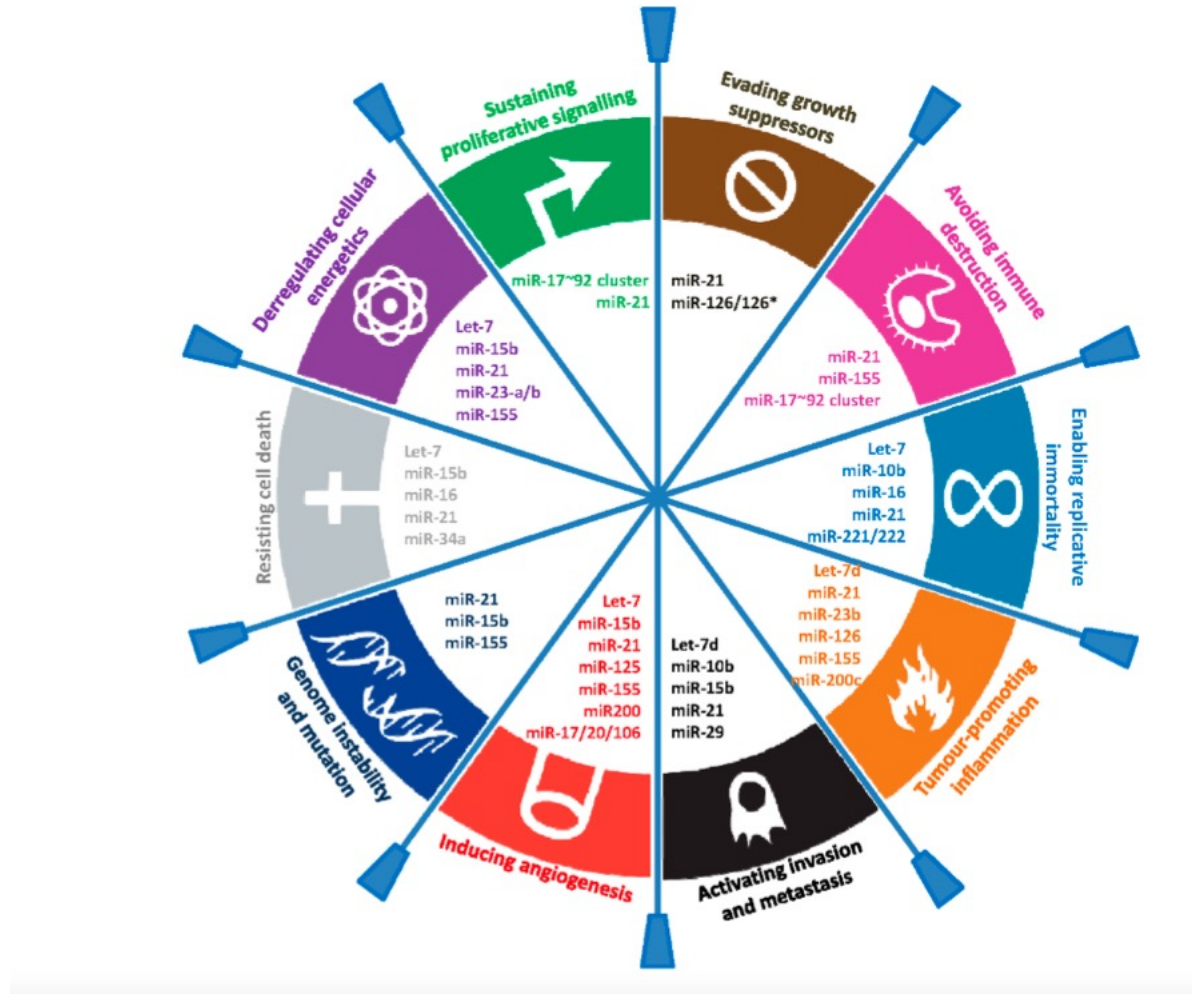 Sustaining
proliferative signalling
miR-17~92 cluster
miR-21
Evading growth
suppressors
miR-21
miR-126/126*
Avoiding immune
destruction
miR-21
miR-155
miR-17~92 cluster
Enabling replicative
immortality
Let-7
miR-10b
miR-16
miR-21
miR-221/222
Tumour-promoting
inflammation
Let-7d
miR-21
miR-23b
miR-126
miR-155
miR-200c
Activating invasion
and metastasis
Let-7d
miR-10b
miR-15b
miR-21
miR-29
Inducing angiogenesis
Let-7
miR-15b
miR-21
miR-125
miR-155
miR200
miR-17/20/106
Genome instability
and mutation
miR-21
miR-15b
miR-155
Resisting cell death
Let-7
miR-15b
miR-16
miR-21
miR-34a
Derregulating cellular
energetics
Let-7
miR-15b
miR-21
miR-23-a/b
miR-155